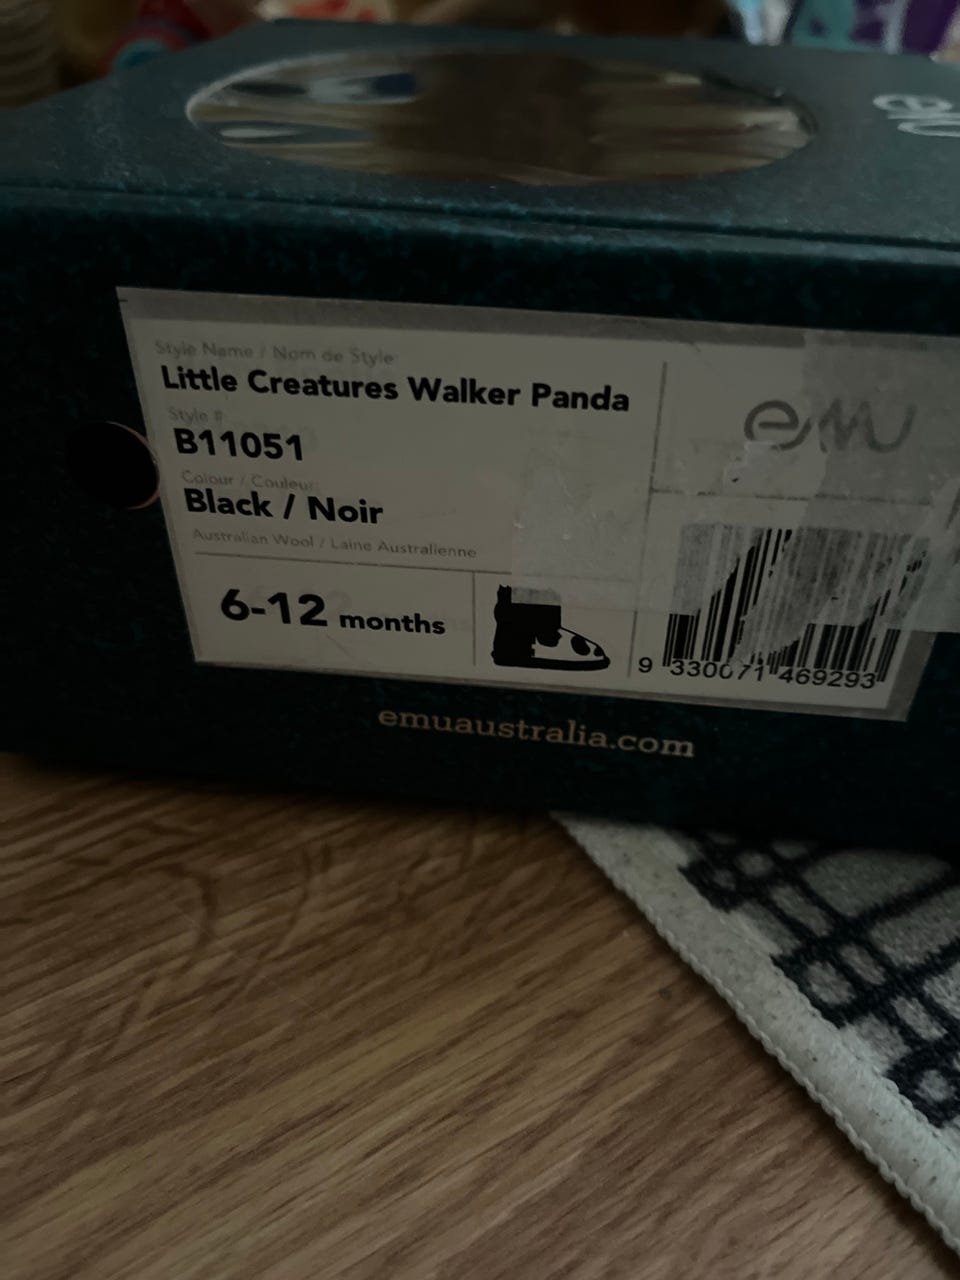 Style Name / Nom de Style:
Little Creatures Walker Panda
Style #
B11051
Colour / Couleur:
Black / Noir
Australian Wool / Laine Australienne
6-12 months
emu
9 330071 469293
emuaustralia.com